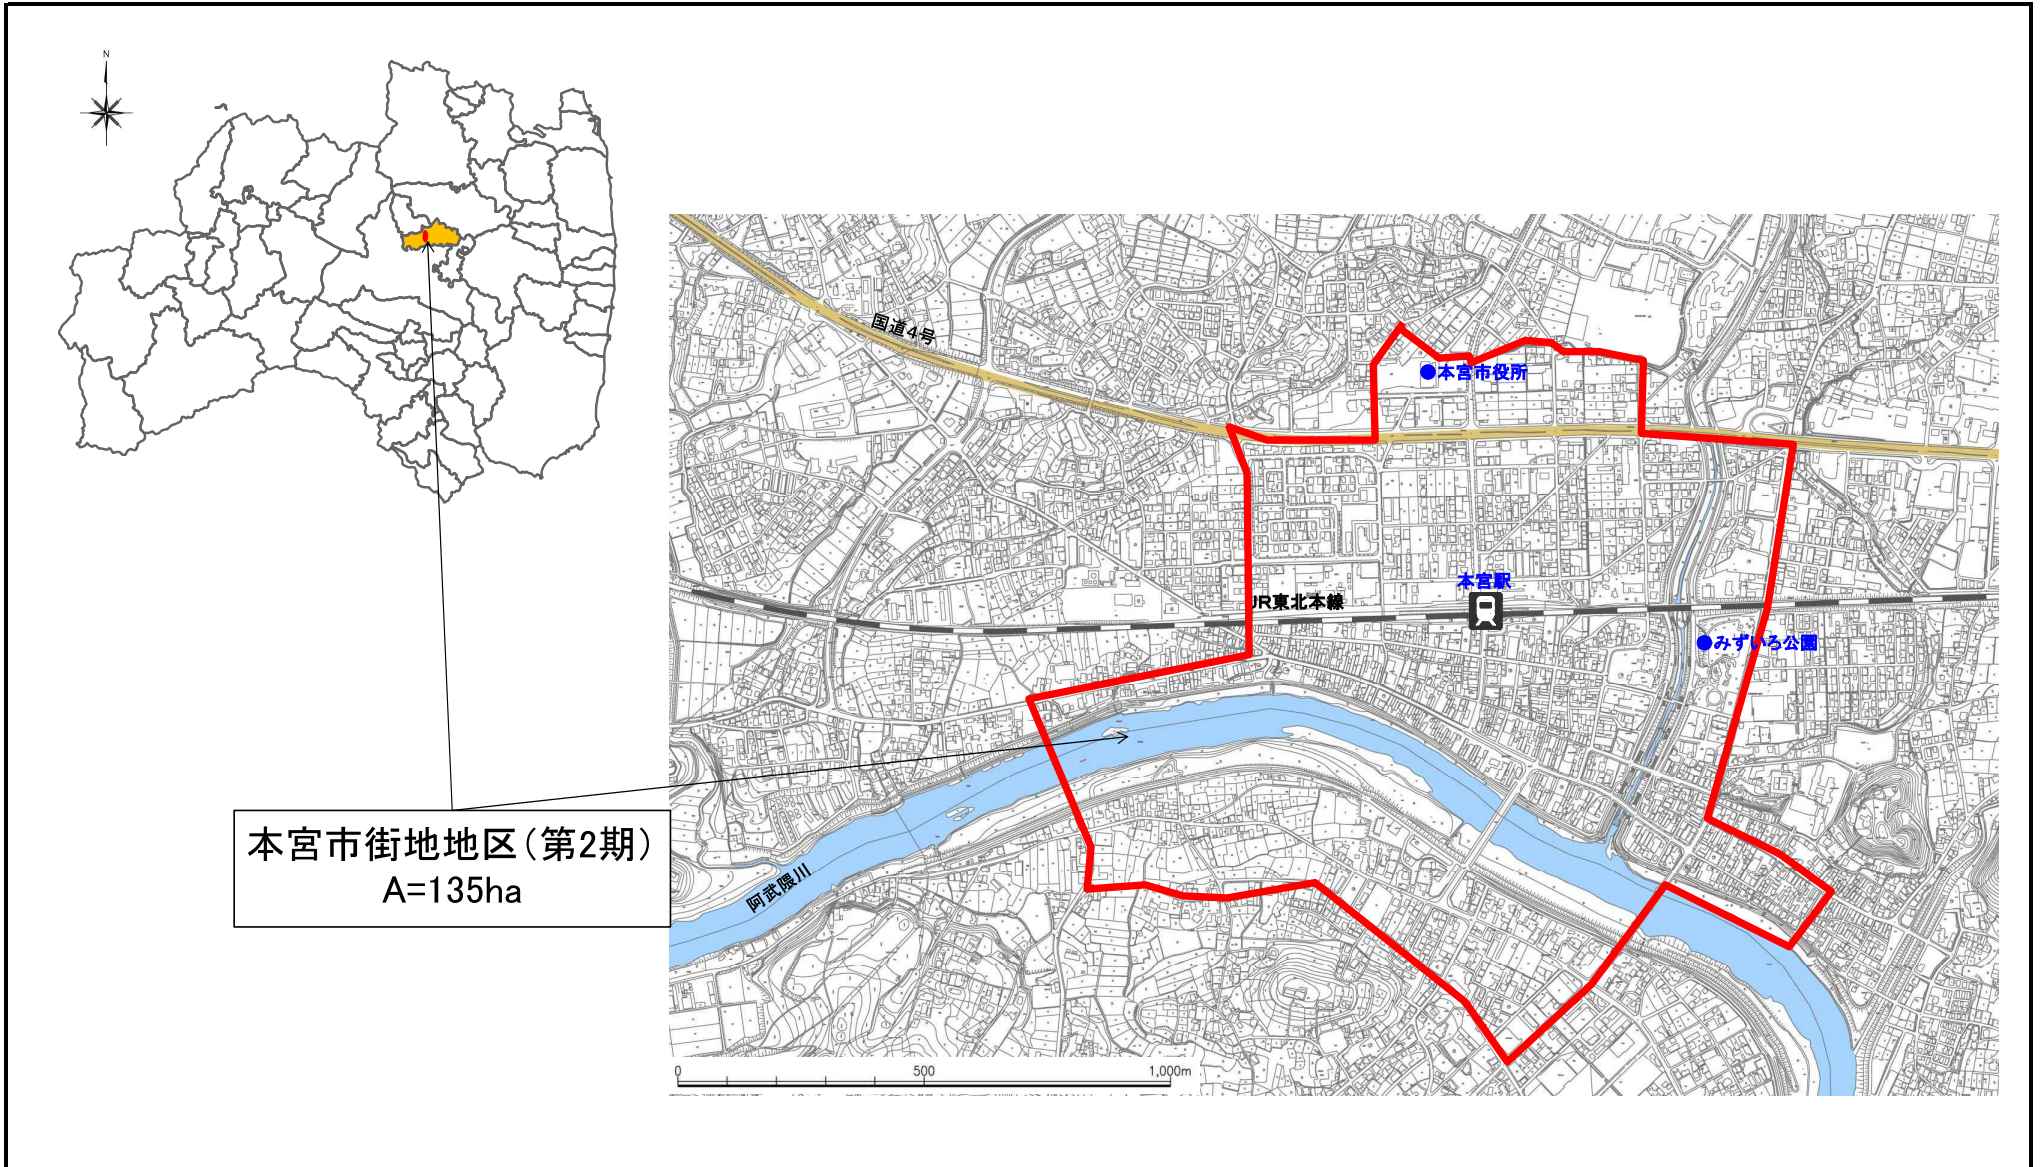 N
国道4号
本宮市役所
本宮駅
JR東北本線
みずいろ公園
本宮市街地地区（第2期）
A=135ha
阿武隈川
0 500 1,000m